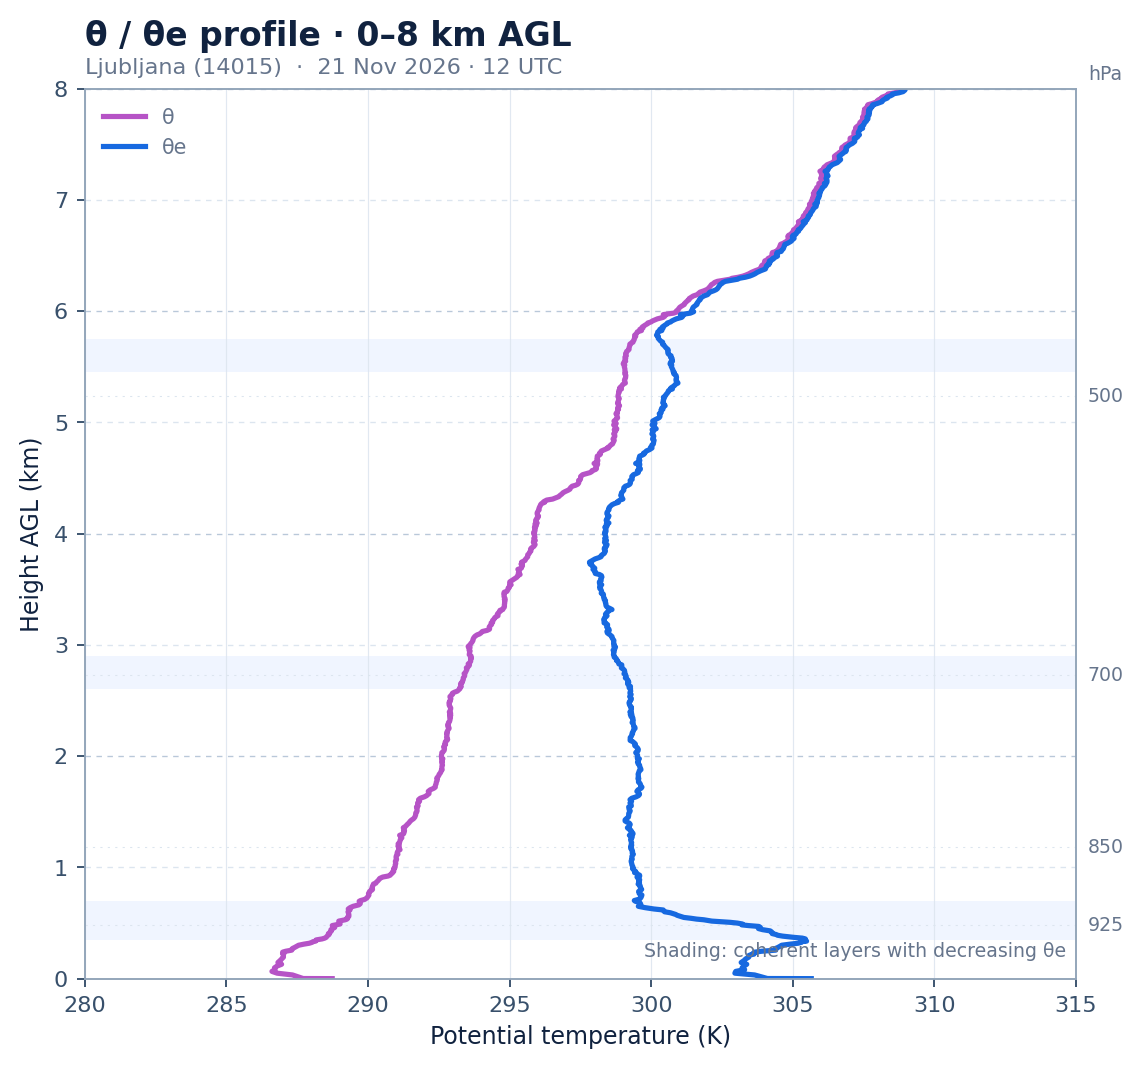 θ / θe profile · 0–8 km AGL
Ljubljana (14015) · 21 Nov 2026 · 12 UTC
hPa
θ
θe
8
7
6
5
4
3
2
1
0
500
700
850
925
Height AGL (km)
Shading: coherent layers with decreasing θe
280 285 290 295 300 305 310 315
Potential temperature (K)